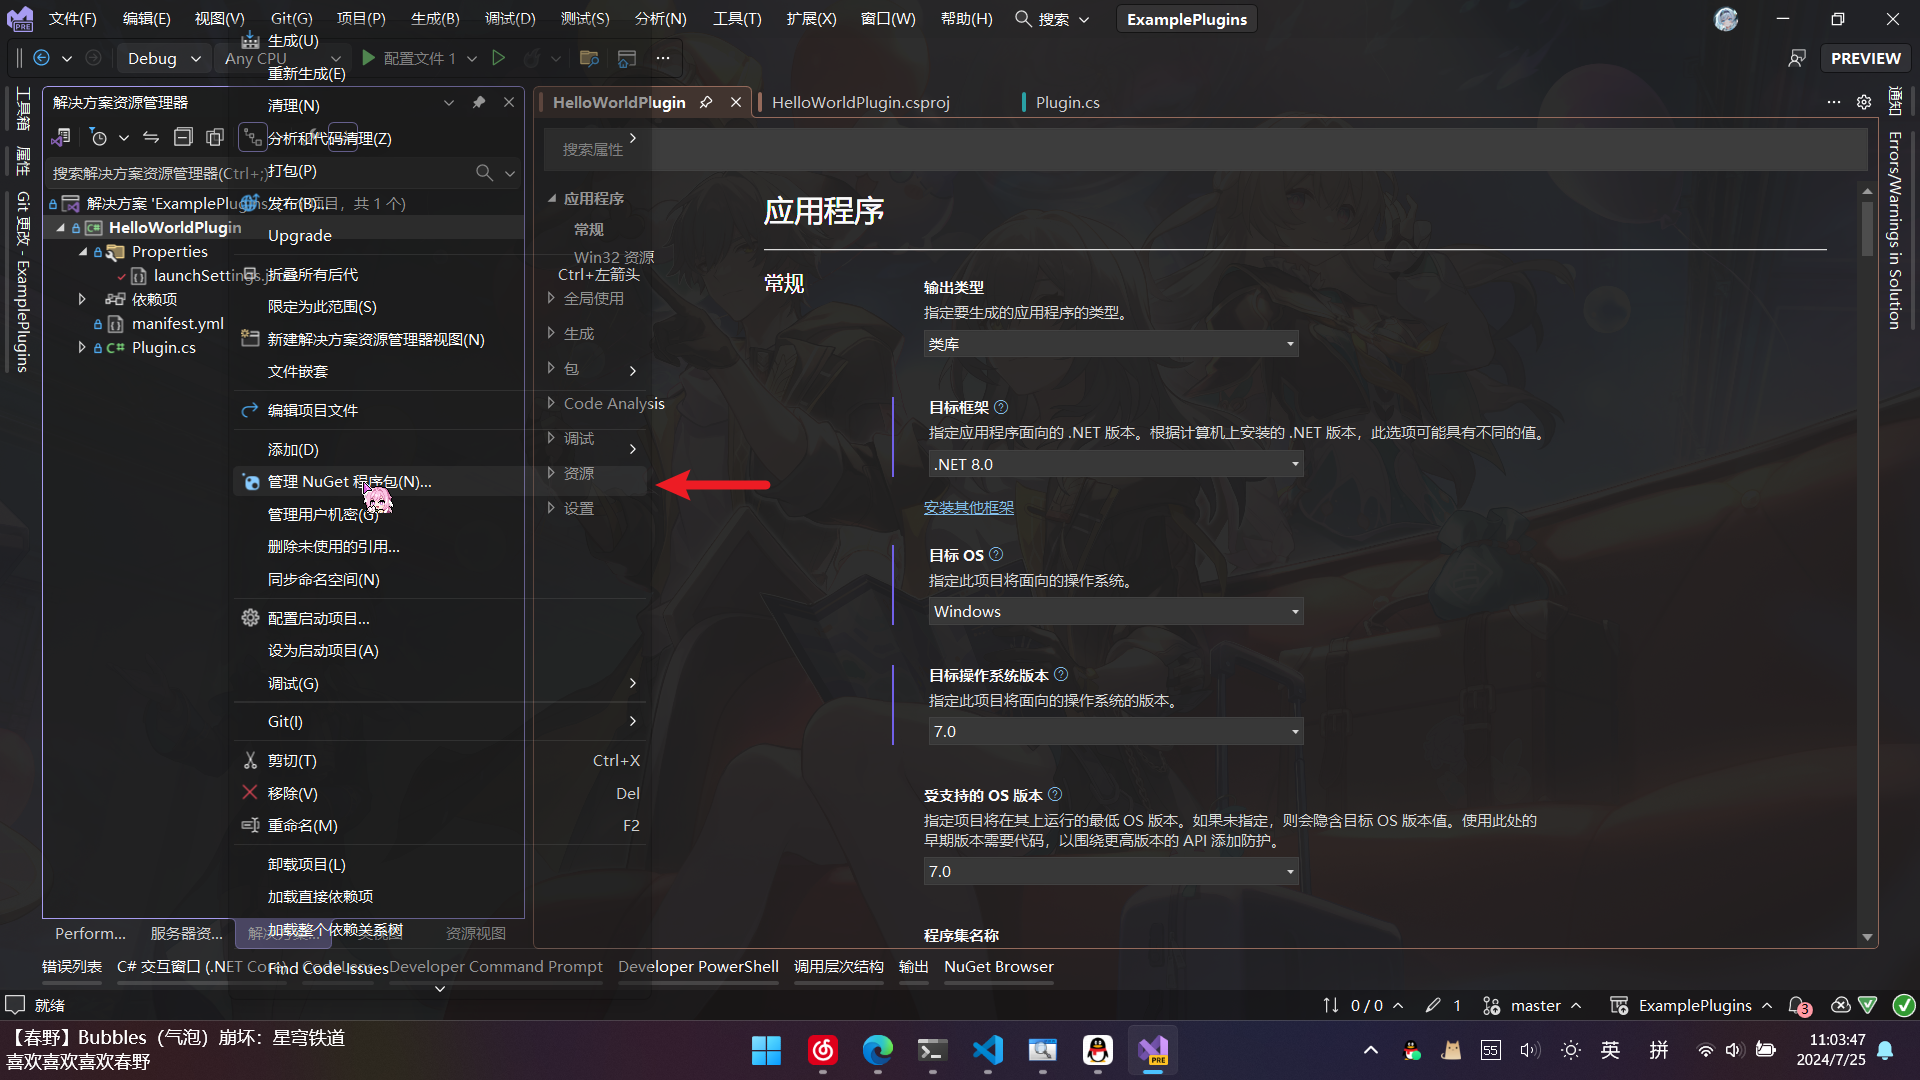 文件(F) 编辑(E) 视图(V) Git(G) 项目(P) 生成(B) 调试(D) 测试(S) 分析(N) 工具(T) 扩展(X) 窗口(W) 帮助(H) 搜索 ExamplePlugins
Debug Any CPU 配置文件 1 PREVIEW
生成(U)
重新生成(E)
清理(N)
分析和代码清理(Z)
打包(P)
发布(B)...
Upgrade
折叠所有后代 Ctrl+左箭头
限定为此范围(S)
新建解决方案资源管理器视图(N)
文件嵌套
编辑项目文件
添加(D)
管理 NuGet 程序包(N)...
管理用户机密(G)
删除未使用的引用...
同步命名空间(N)
配置启动项目...
设为启动项目(A)
调试(G)
Git(I)
剪切(T) Ctrl+X
移除(V) Del
重命名(M) F2
卸载项目(L)
加载直接依赖项
加载整个依赖关系树
Find Code Issues
工具箱
属性
Git 更改 - ExamplePlugins
解决方案资源管理器
搜索解决方案资源管理器(Ctrl+;)
解决方案 'ExamplePlugins' 项目，共 1 个)
HelloWorldPlugin
Properties
launchSettings.j
依赖项
manifest.yml
Plugin.cs
Perform... 服务器资... 解决方案... 类视图 资源视图
HelloWorldPlugin HelloWorldPlugin.csproj Plugin.cs
搜索属性
应用程序
常规
Win32 资源
全局使用
生成
包
Code Analysis
调试
资源
设置
应用程序
常规
输出类型
指定要生成的应用程序的类型。
类库
目标框架
指定应用程序面向的 .NET 版本。根据计算机上安装的 .NET 版本，此选项可能具有不同的值。
.NET 8.0
安装其他框架
目标 OS
指定此项目将面向的操作系统。
Windows
目标操作系统版本
指定此项目将面向的操作系统的版本。
7.0
受支持的 OS 版本
指定项目将在其上运行的最低 OS 版本。如果未指定，则会隐含目标 OS 版本值。使用此处的
早期版本需要代码，以围绕更高版本的 API 添加防护。
7.0
程序集名称
通知
Errors/Warnings in Solution
错误列表 C# 交互窗口 (.NET Core) CodeLens Developer Command Prompt Developer PowerShell 调用层次结构 输出 NuGet Browser
就绪 0 / 0 1 master ExamplePlugins 3
【春野】Bubbles（气泡）崩坏：星穹铁道
喜欢喜欢喜欢春野
PRE
55 英 拼 11:03:47
2024/7/25